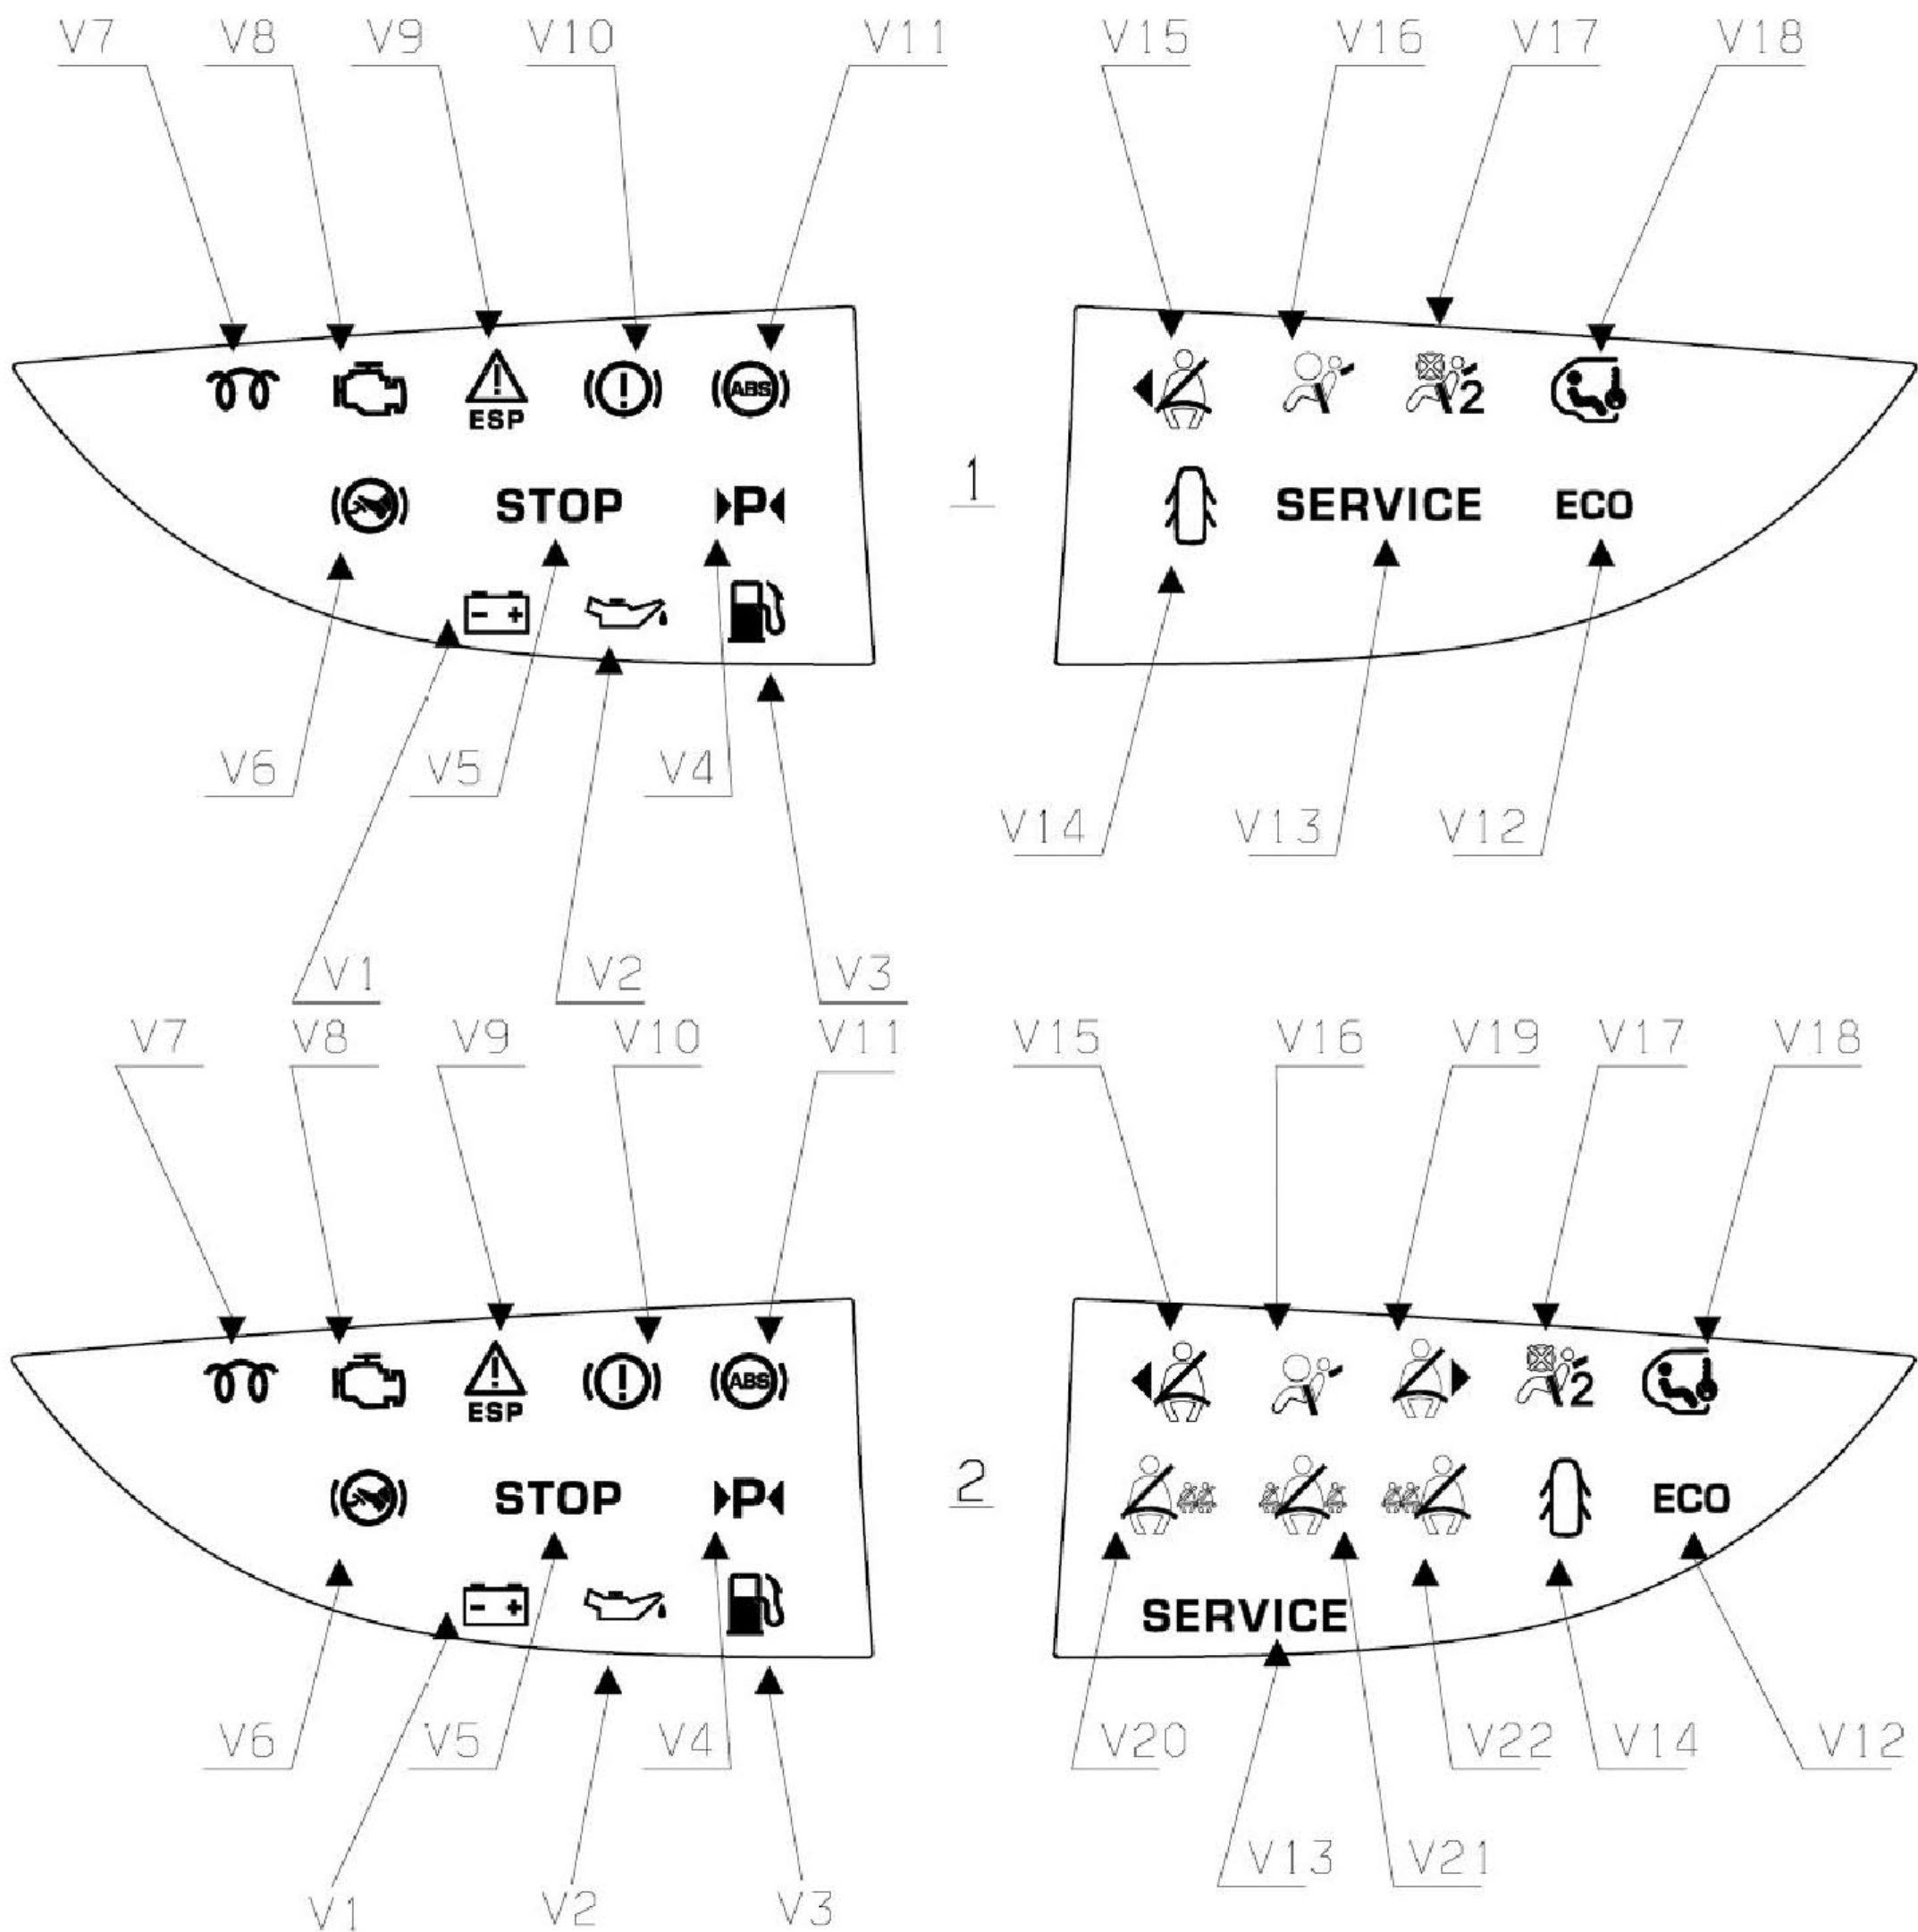 V7 V8 V9 V10 V11 V15 V16 V17 V18
ABS 2
ESP
1
STOP P SERVICE ECO
- +
V6 V5 V4
V14 V13 V12
V1 V2 V3
V7 V8 V9 V10 V11 V15 V16 V19 V17 V18
ABS 2
ESP
2
STOP P ECO
- + SERVICE
V6 V5 V4 V20 V22 V14 V12
V13 V21
V1 V2 V3